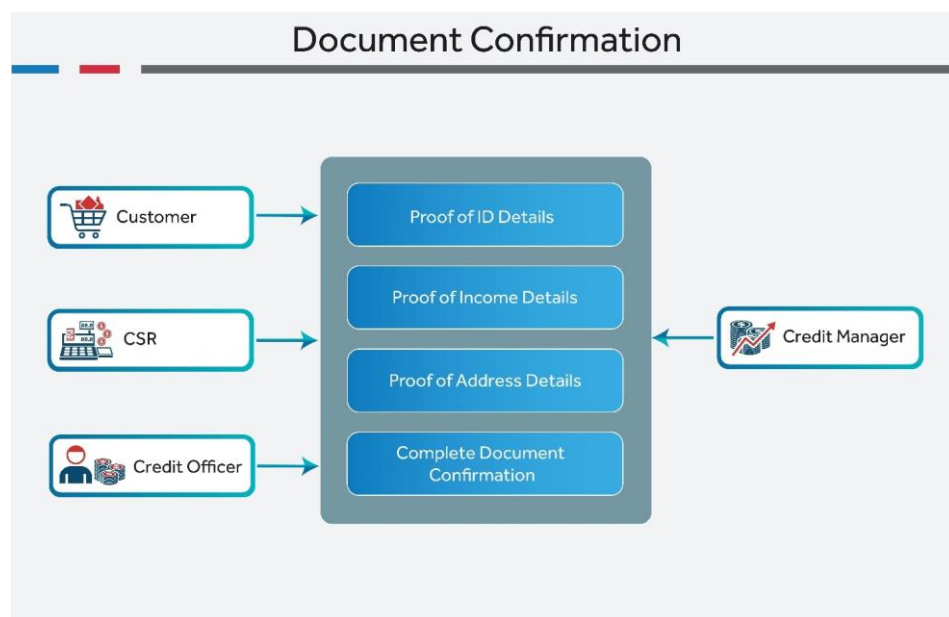 Document Confirmation
Customer
CSR
Credit Officer
Proof of ID Details
Proof of Income Details
Proof of Address Details
Complete Document
Confirmation
Credit Manager